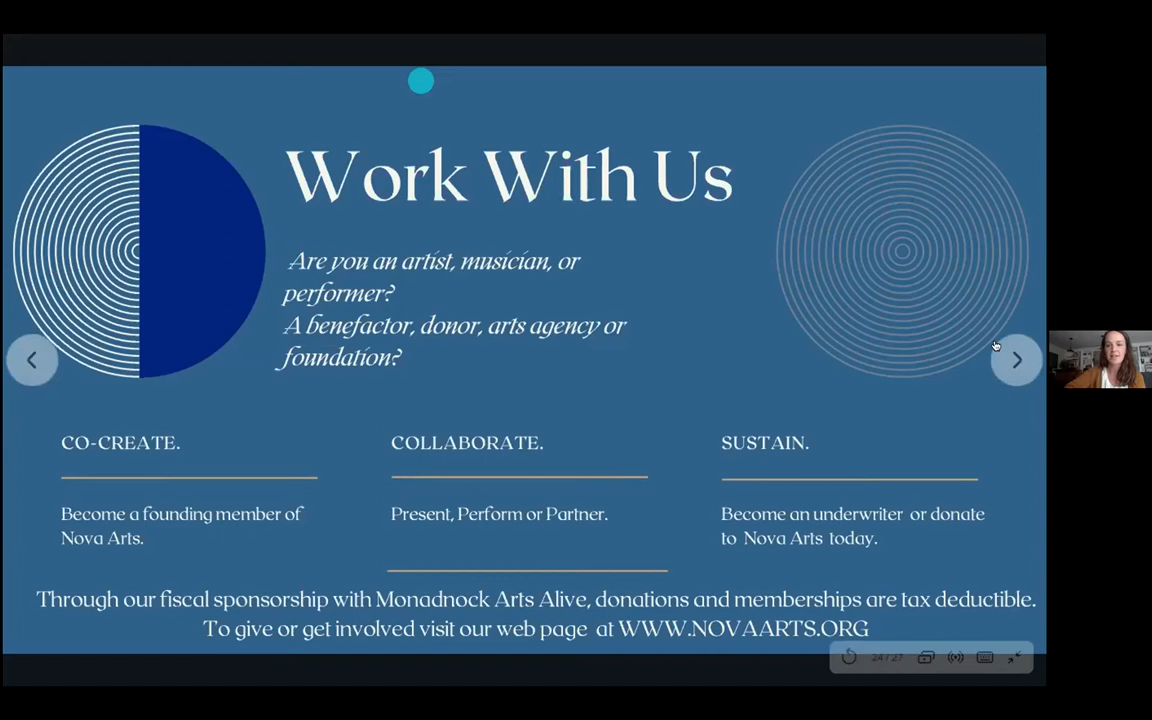 Work With Us
Are you an artist, musician, or
performer?
A benefactor, donor, arts agency or
foundation?
CO-CREATE.
Become a founding member of
Nova Arts.
COLLABORATE.
Present, Perform or Partner.
SUSTAIN.
Become an underwriter or donate
to Nova Arts today.
Through our fiscal sponsorship with Monadnock Arts Alive, donations and memberships are tax deductible.
To give or get involved visit our web page at WWW.NOVAARTS.ORG
24 / 27